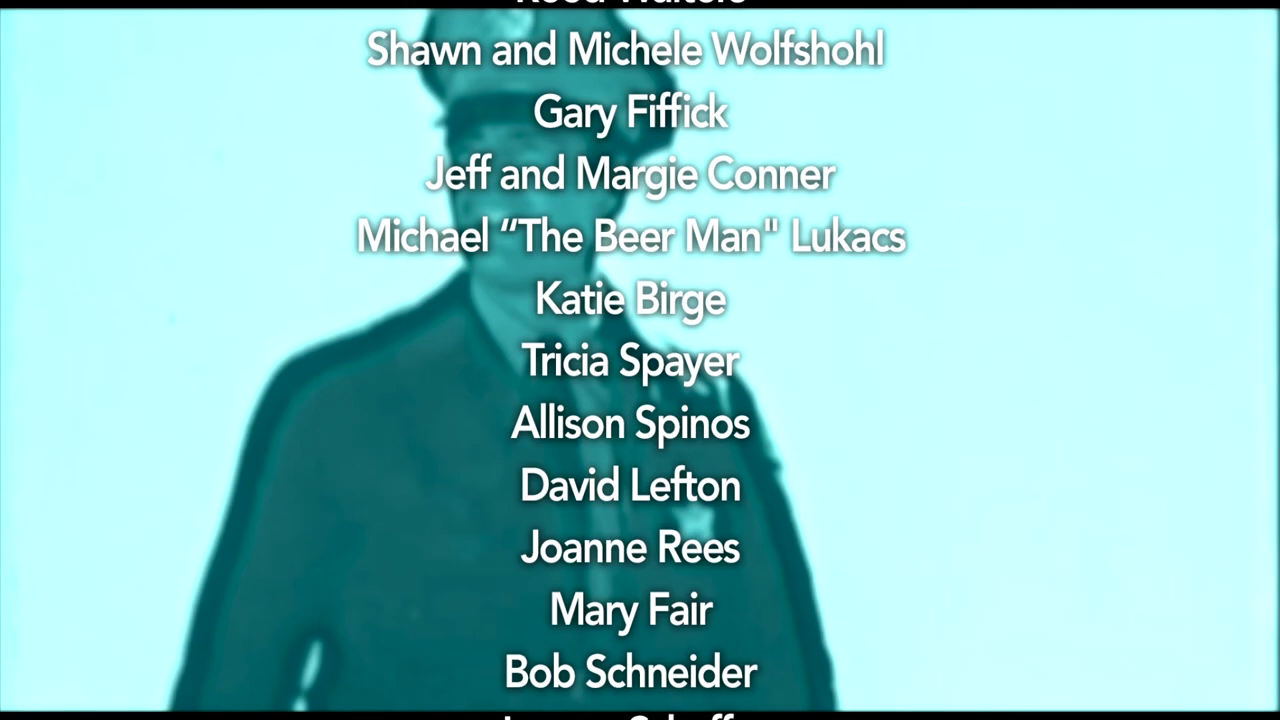 Shawn and Michele Wolfshohl
Gary Fiffick
Jeff and Margie Conner
Michael “The Beer Man" Lukacs
Katie Birge
Tricia Spayer
Allison Spinos
David Lefton
Joanne Rees
Mary Fair
Bob Schneider